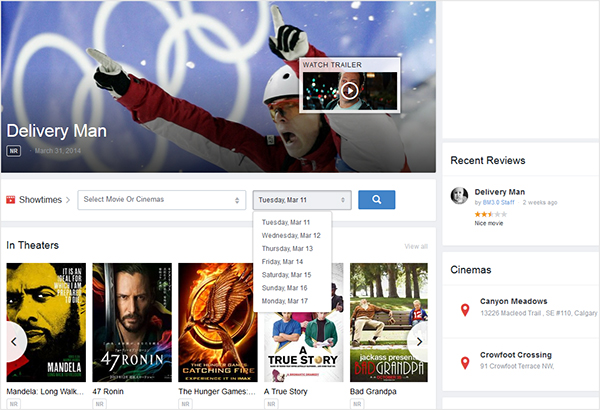 WATCH TRAILER
Delivery Man
NR
March 31, 2014
Showtimes
Select Movie Or Cinemas
Tuesday, Mar 11
Tuesday, Mar 11
Wednesday, Mar 12
Thursday, Mar 13
Friday, Mar 14
Saturday, Mar 15
Sunday, Mar 16
Monday, Mar 17
In Theaters
View all
IT IS AN
IDEAL FOR
WHICH I AM
PREPARED
TO DIE
MANDELA
47 RONIN
THE HUNGER GAMES
CATCHING FIRE
EXPERIENCE IT IN IMAX
A
TRUE STORY
jackass presents
BAD GRANDPA
Mandela: Long Walk...
NR
47 Ronin
NR
The Hunger Games:...
NR
A True Story
NR
Bad Grandpa
NR
Recent Reviews
Delivery Man
by BM3.0 Staff 2 weeks ago
Nice movie
Cinemas
Canyon Meadows
13226 Macleod Trail , SE #110, Calgary
Crowfoot Crossing
91 Crowfoot Terrace NW,